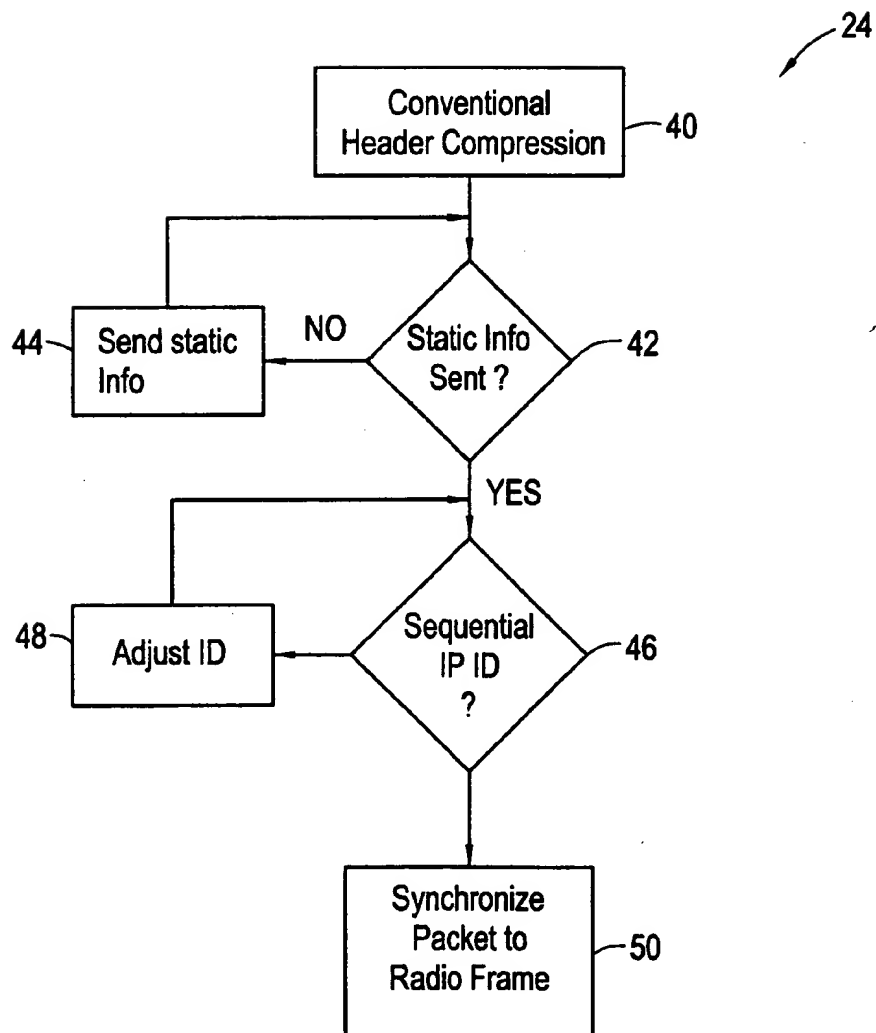 24
Conventional
Header Compression
40
44
Send static
Info
NO
Static Info
Sent ?
42
YES
48
Adjust ID
Sequential
IP ID
?
46
Synchronize
Packet to
Radio Frame
50